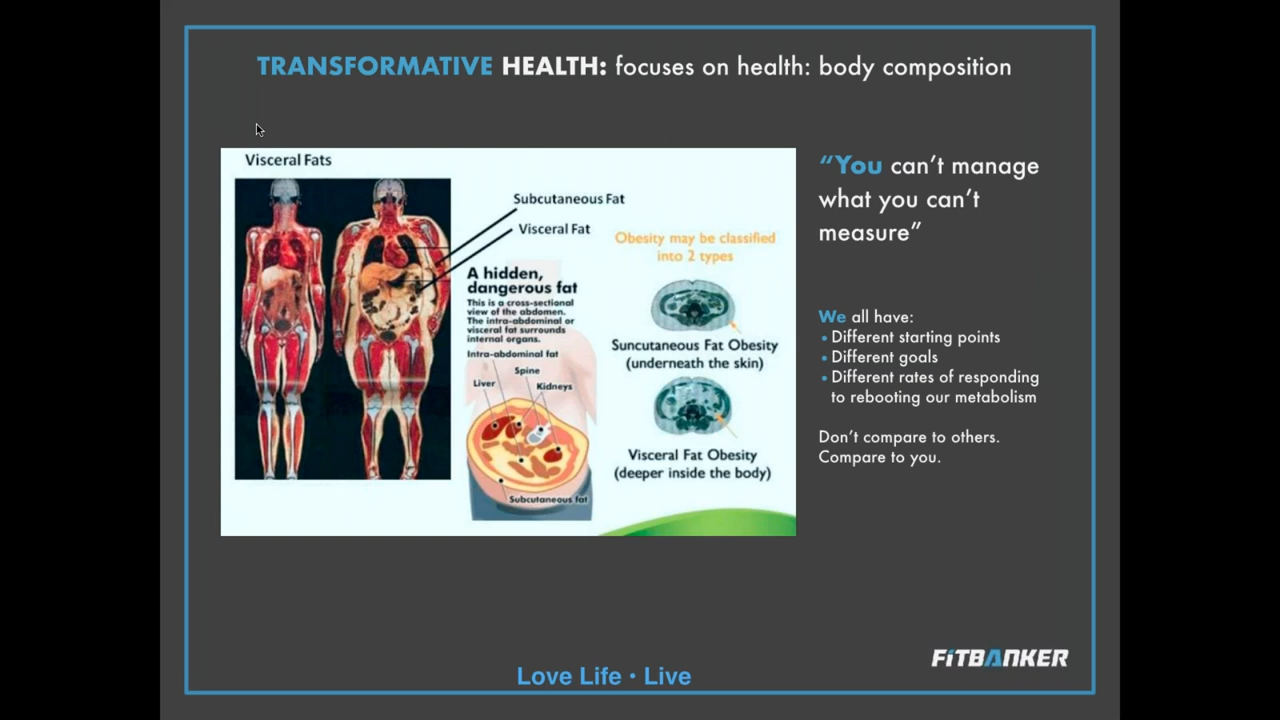 TRANSFORMATIVE HEALTH: focuses on health: body composition
Visceral Fats
Subcutaneous Fat
Visceral Fat
A hidden,
dangerous fat
This is a cross-sectional
view of the abdomen.
The intra-abdominal or
visceral fat surrounds
internal organs.
Intra-abdominal fat
Spine
Liver
Kidneys
Subcutaneous fat
Obesity may be classified
into 2 types
Suncutaneous Fat Obesity
(underneath the skin)
Visceral Fat Obesity
(deeper inside the body)
“You can’t manage
what you can’t
measure”
We all have:
• Different starting points
• Different goals
• Different rates of responding
to rebooting our metabolism
Don’t compare to others.
Compare to you.
FITBANKER
Love Life • Live